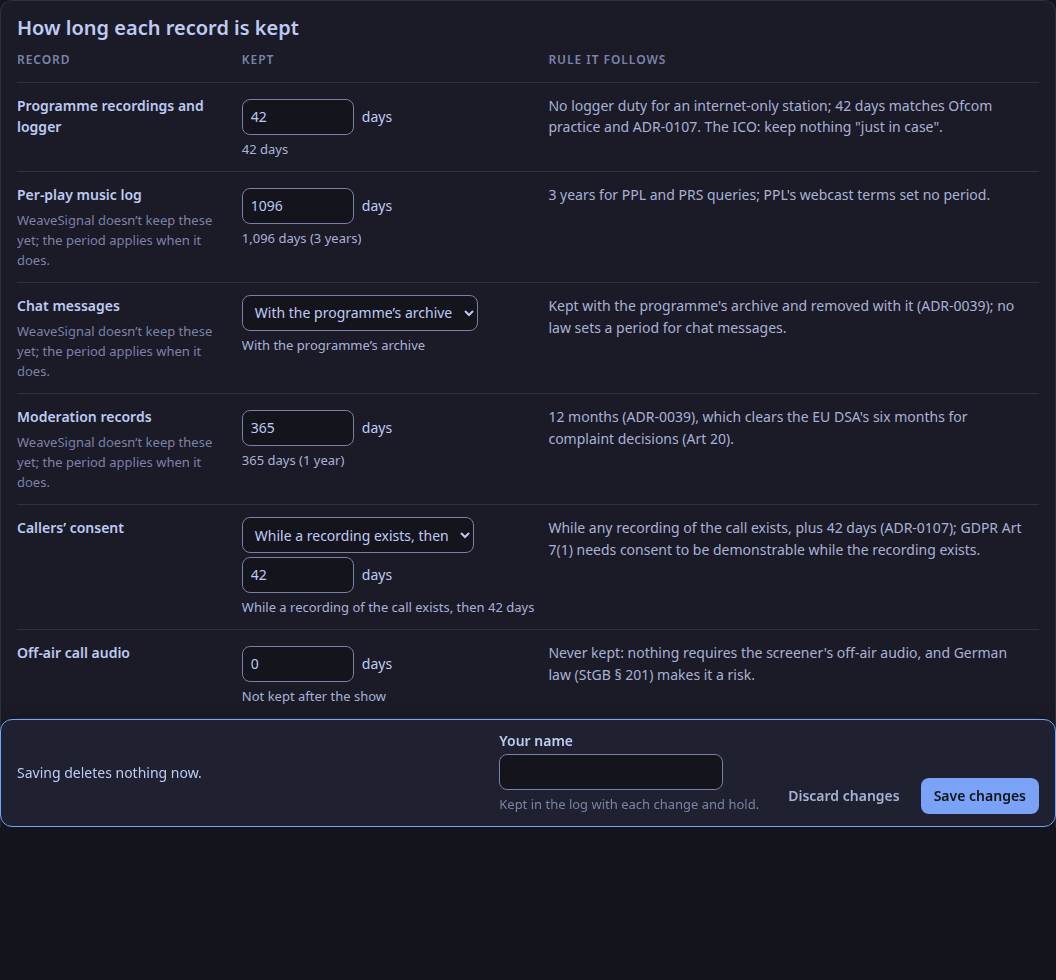 How long each record is kept
RECORD
KEPT
RULE IT FOLLOWS
Programme recordings and
logger
42
days
42 days
No logger duty for an internet-only station; 42 days matches Ofcom
practice and ADR-0107. The ICO: keep nothing "just in case".
Per-play music log
WeaveSignal doesn’t keep these
yet; the period applies when it
does.
1096
days
1,096 days (3 years)
3 years for PPL and PRS queries; PPL's webcast terms set no period.
Chat messages
WeaveSignal doesn’t keep these
yet; the period applies when it
does.
With the programme’s archive
With the programme’s archive
Kept with the programme's archive and removed with it (ADR-0039); no
law sets a period for chat messages.
Moderation records
WeaveSignal doesn’t keep these
yet; the period applies when it
does.
365
days
365 days (1 year)
12 months (ADR-0039), which clears the EU DSA's six months for
complaint decisions (Art 20).
Callers’ consent
While a recording exists, then
42
days
While a recording of the call exists, then 42 days
While any recording of the call exists, plus 42 days (ADR-0107); GDPR Art
7(1) needs consent to be demonstrable while the recording exists.
Off-air call audio
0
days
Not kept after the show
Never kept: nothing requires the screener's off-air audio, and German
law (StGB § 201) makes it a risk.
Saving deletes nothing now.
Your name
Kept in the log with each change and hold.
Discard changes
Save changes